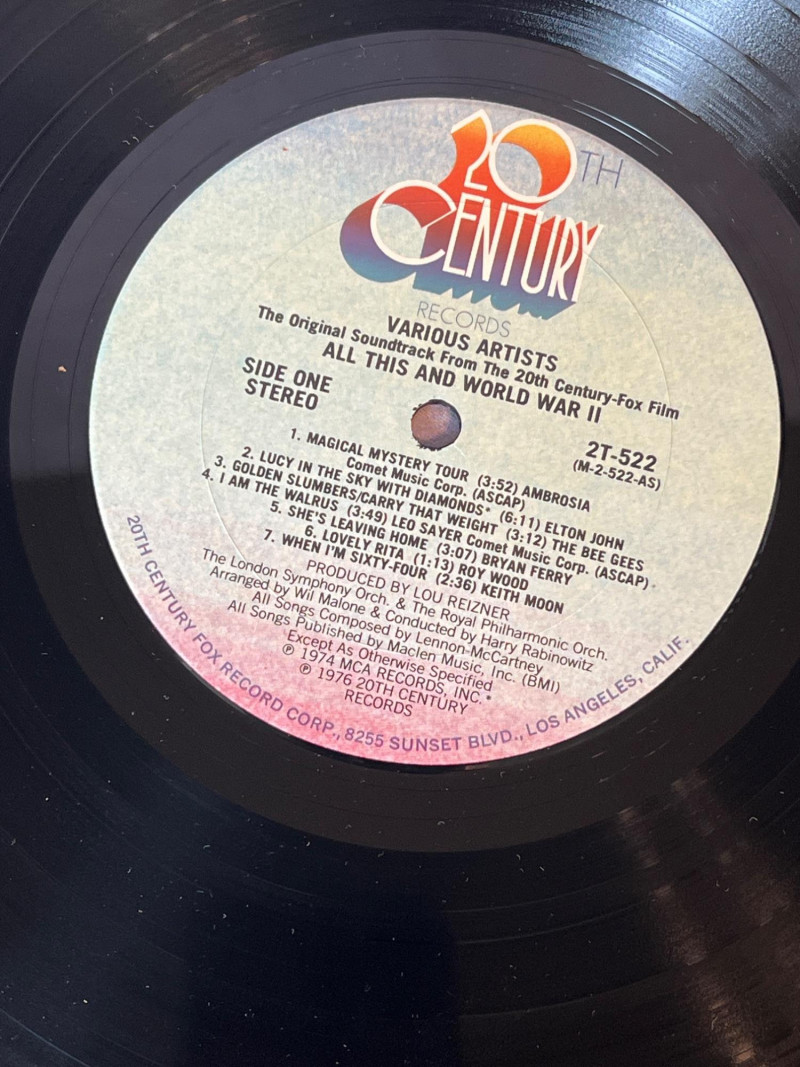 20TH
CENTURY
RECORDS
VARIOUS ARTISTS
The Original Soundtrack From The 20th Century-Fox Film
ALL THIS AND WORLD WAR II
SIDE ONE
STEREO
2T-522
(M-2-522-AS)
1. MAGICAL MYSTERY TOUR (3:52) AMBROSIA
Comet Music Corp. (ASCAP)
2. LUCY IN THE SKY WITH DIAMONDS* (6:11) ELTON JOHN
3. GOLDEN SLUMBERS/CARRY THAT WEIGHT (3:12) THE BEE GEES
4. I AM THE WALRUS (3:49) LEO SAYER Comet Music Corp. (ASCAP)
5. SHE'S LEAVING HOME (3:07) BRYAN FERRY
6. LOVELY RITA (1:13) ROY WOOD
7. WHEN I'M SIXTY-FOUR (2:36) KEITH MOON
PRODUCED BY LOU REIZNER
The London Symphony Orch. & The Royal Philharmonic Orch.
Arranged by Wil Malone & Conducted by Harry Rabinowitz
All Songs Composed by Lennon-McCartney
All Songs Published by Maclen Music, Inc. (BMI)
Except As Otherwise Specified
℗ 1974 MCA RECORDS, INC.*
℗ 1976 20TH CENTURY
RECORDS
20TH CENTURY FOX RECORD CORP., 8255 SUNSET BLVD., LOS ANGELES, CALIF.